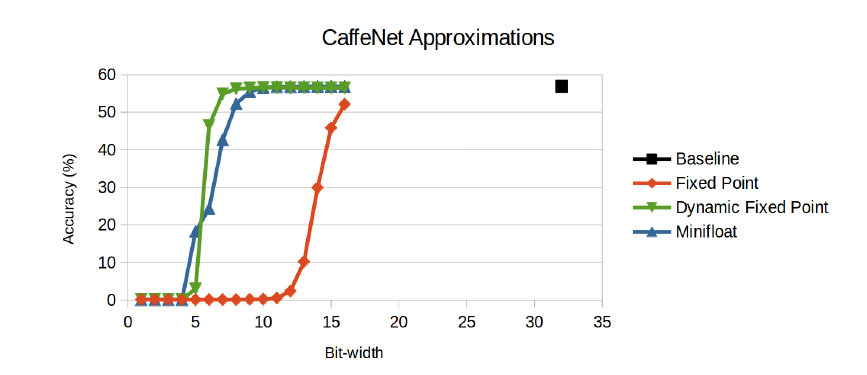 CaffeNet Approximations
60
50
40
30
20
10
0
Accuracy (%)
0 5 10 15 20 25 30 35
Bit-width
Baseline
Fixed Point
Dynamic Fixed Point
Minifloat